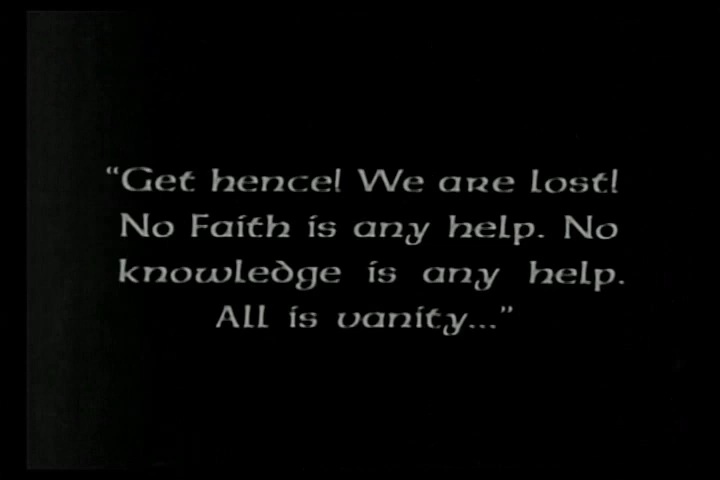 “Get hence! We are lost!
No Faith is any help. No
knowledge is any help.
All is vanity...”